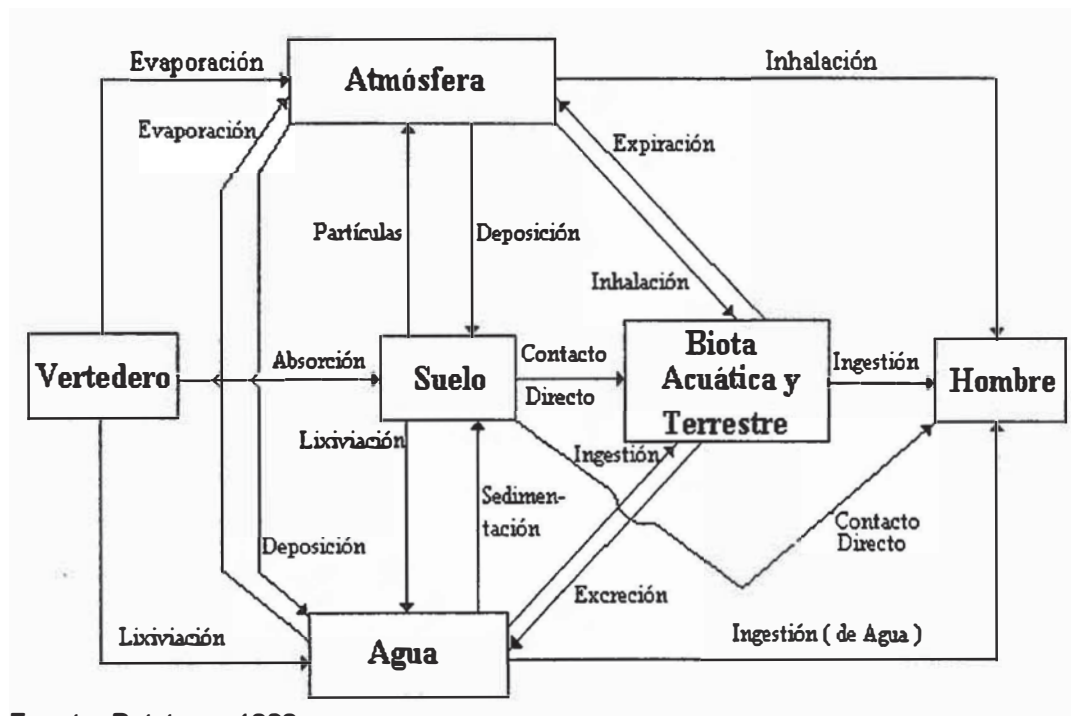 Evaporación
Atmósfera
Inhalación
Evaporación
Expiración
Partículas
Deposición
Inhalación
Vertedero
Absorción
Suelo
Contacto
Directo
Biota
Acuática y
Terrestre
Ingestión
Hombre
Lixiviación
Ingestión
Sedimen-
tación
Contacto
Directo
Deposición
Excreción
Lixiviación
Agua
Ingestión ( de Agua )